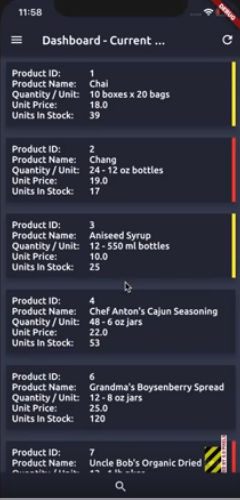 11:58
DEBUG
Dashboard - Current ...
Product ID: 1
Product Name: Chai
Quantity / Unit: 10 boxes x 20 bags
Unit Price: 18.0
Units In Stock: 39
Product ID: 2
Product Name: Chang
Quantity / Unit: 24 - 12 oz bottles
Unit Price: 19.0
Units In Stock: 17
Product ID: 3
Product Name: Aniseed Syrup
Quantity / Unit: 12 - 550 ml bottles
Unit Price: 10.0
Units In Stock: 25
Product ID: 4
Product Name: Chef Anton's Cajun Seasoning
Quantity / Unit: 48 - 6 oz jars
Unit Price: 22.0
Units In Stock: 53
Product ID: 6
Product Name: Grandma's Boysenberry Spread
Quantity / Unit: 12 - 8 oz jars
Unit Price: 25.0
Units In Stock: 120
Product ID: 7
Product Name: Uncle Bob's Organic Dried